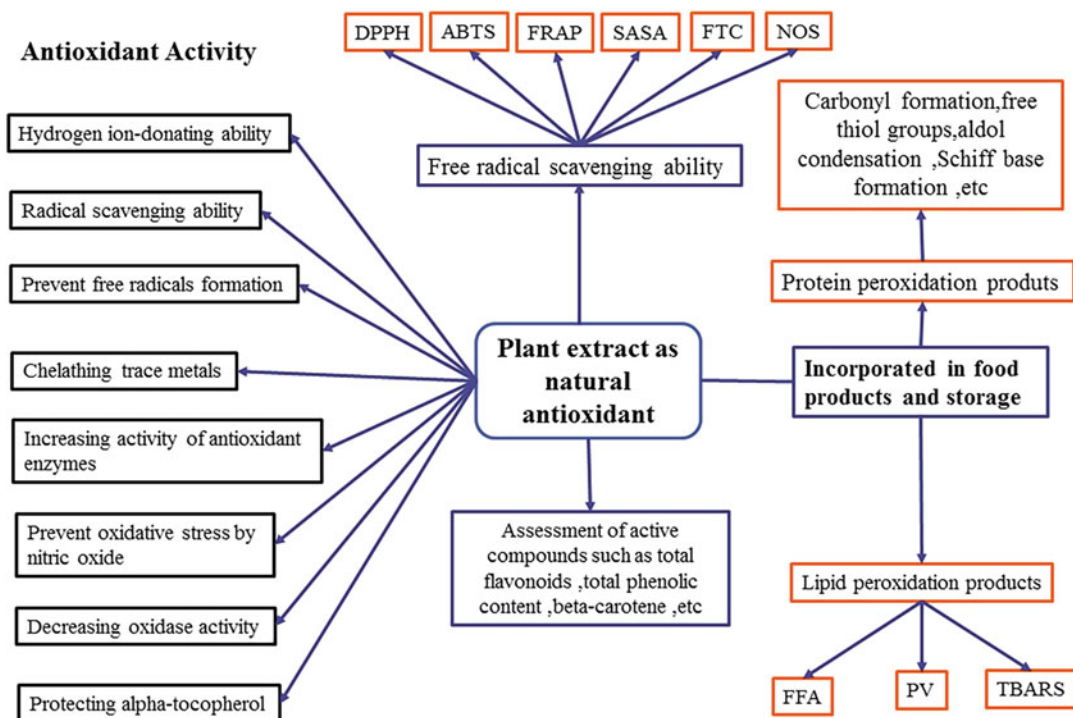 Antioxidant Activity
DPPH
ABTS
FRAP
SASA
FTC
NOS
Free radical scavenging ability
Hydrogen ion-donating ability
Radical scavenging ability
Prevent free radicals formation
Chelathing trace metals
Increasing activity of antioxidant
enzymes
Prevent oxidative stress by
nitric oxide
Decreasing oxidase activity
Protecting alpha-tocopherol
Plant extract as
natural
antioxidant
Assessment of active
compounds such as total
flavonoids ,total phenolic
content ,beta-carotene ,etc
Carbonyl formation,free
thiol groups,aldol
condensation ,Schiff base
formation ,etc
Protein peroxidation produts
Incorporated in food
products and storage
Lipid peroxidation products
FFA
PV
TBARS